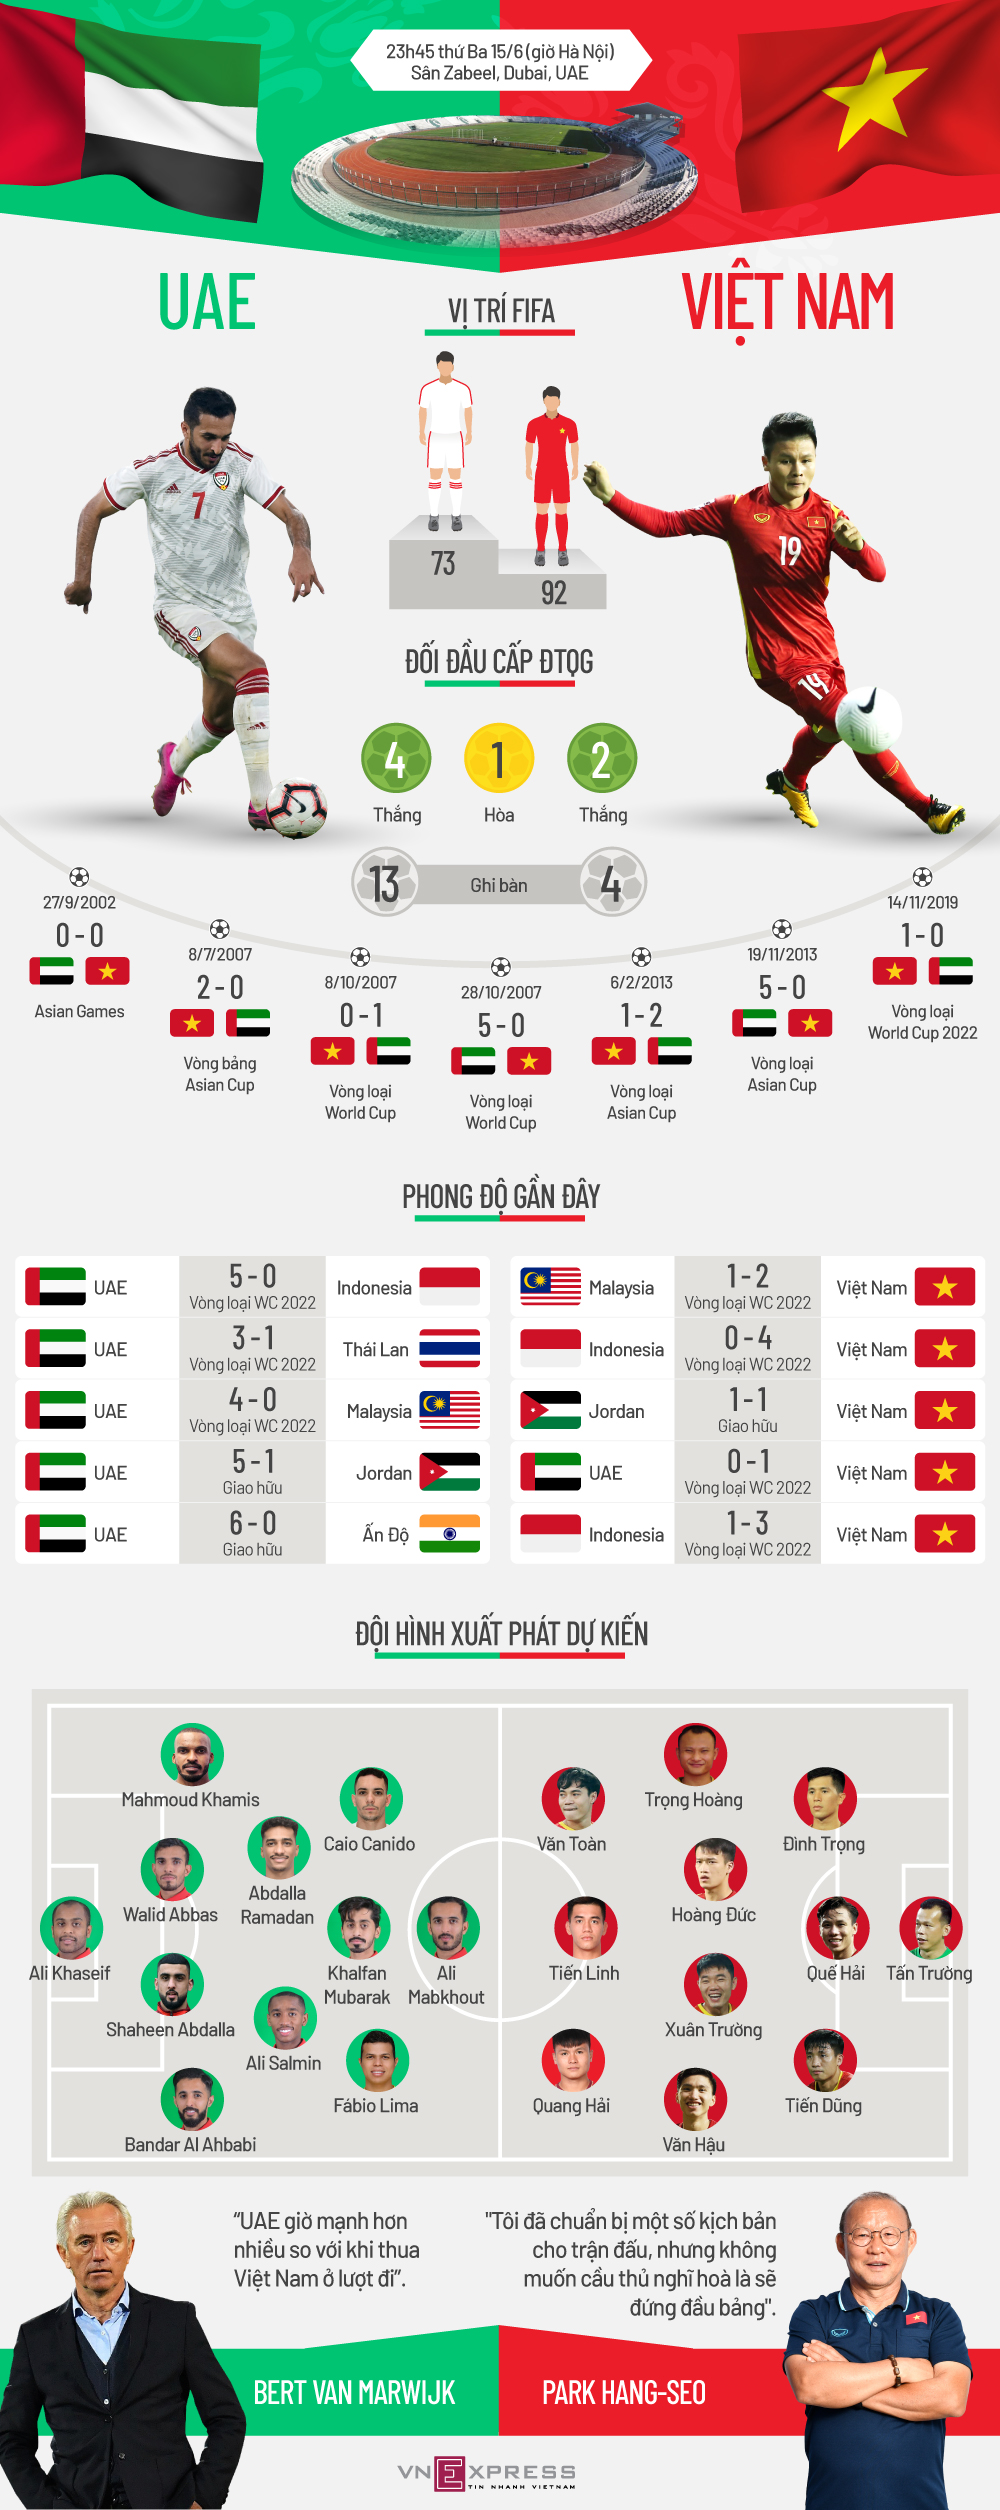 23h45 thứ Ba 15/6 (giờ Hà Nội)
Sân Zabeel, Dubai, UAE
UAE
VIỆT NAM
VỊ TRÍ FIFA
7
19
19
73
92
ĐỐI ĐẦU CẤP ĐTQG
4
1
2
Thắng
Hòa
Thắng
13
Ghi bàn
4
27/9/2002
0 - 0
Asian Games
8/7/2007
2 - 0
Vòng bảng
Asian Cup
8/10/2007
0 - 1
Vòng loại
World Cup
28/10/2007
5 - 0
Vòng loại
World Cup
6/2/2013
1 - 2
Vòng loại
Asian Cup
19/11/2013
5 - 0
Vòng loại
Asian Cup
14/11/2019
1 - 0
Vòng loại
World Cup 2022
PHONG ĐỘ GẦN ĐÂY
UAE
5 - 0
Vòng loại WC 2022
Indonesia
UAE
3 - 1
Vòng loại WC 2022
Thái Lan
UAE
4 - 0
Vòng loại WC 2022
Malaysia
UAE
5 - 1
Giao hữu
Jordan
UAE
6 - 0
Giao hữu
Ấn Độ
Malaysia
1 - 2
Vòng loại WC 2022
Việt Nam
Indonesia
0 - 4
Vòng loại WC 2022
Việt Nam
Jordan
1 - 1
Giao hữu
Việt Nam
UAE
0 - 1
Vòng loại WC 2022
Việt Nam
Indonesia
1 - 3
Vòng loại WC 2022
Việt Nam
ĐỘI HÌNH XUẤT PHÁT DỰ KIẾN
Mahmoud Khamis
Caio Canido
Walid Abbas
Abdalla
Ramadan
Ali Khaseif
Khalfan
Mubarak
Ali
Mabkhout
Shaheen Abdalla
Ali Salmin
Fábio Lima
Bandar Al Ahbabi
Trọng Hoàng
Văn Toàn
Đình Trọng
Hoàng Đức
Tiến Linh
Quế Hải
Tấn Trường
Xuân Trường
Quang Hải
Tiến Dũng
Văn Hậu
“UAE giờ mạnh hơn
nhiều so với khi thua
Việt Nam ở lượt đi”.
"Tôi đã chuẩn bị một số kịch bản
cho trận đấu, nhưng không
muốn cầu thủ nghĩ hoà là sẽ
đứng đầu bảng".
BERT VAN MARWIJK
PARK HANG-SEO
VNEXPRESS
TIN NHANH VIETNAM